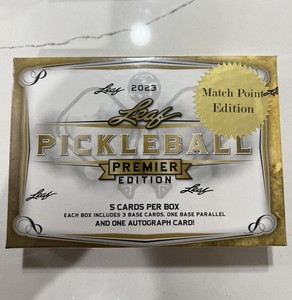 P
Leaf 2023
Match Point
Edition
Leaf
PICKLEBALL
PREMIER
EDITION
Leaf
Leaf
5 CARDS PER BOX
EACH BOX INCLUDES 3 BASE CARDS, ONE BASE PARALLEL
AND ONE AUTOGRAPH CARD!